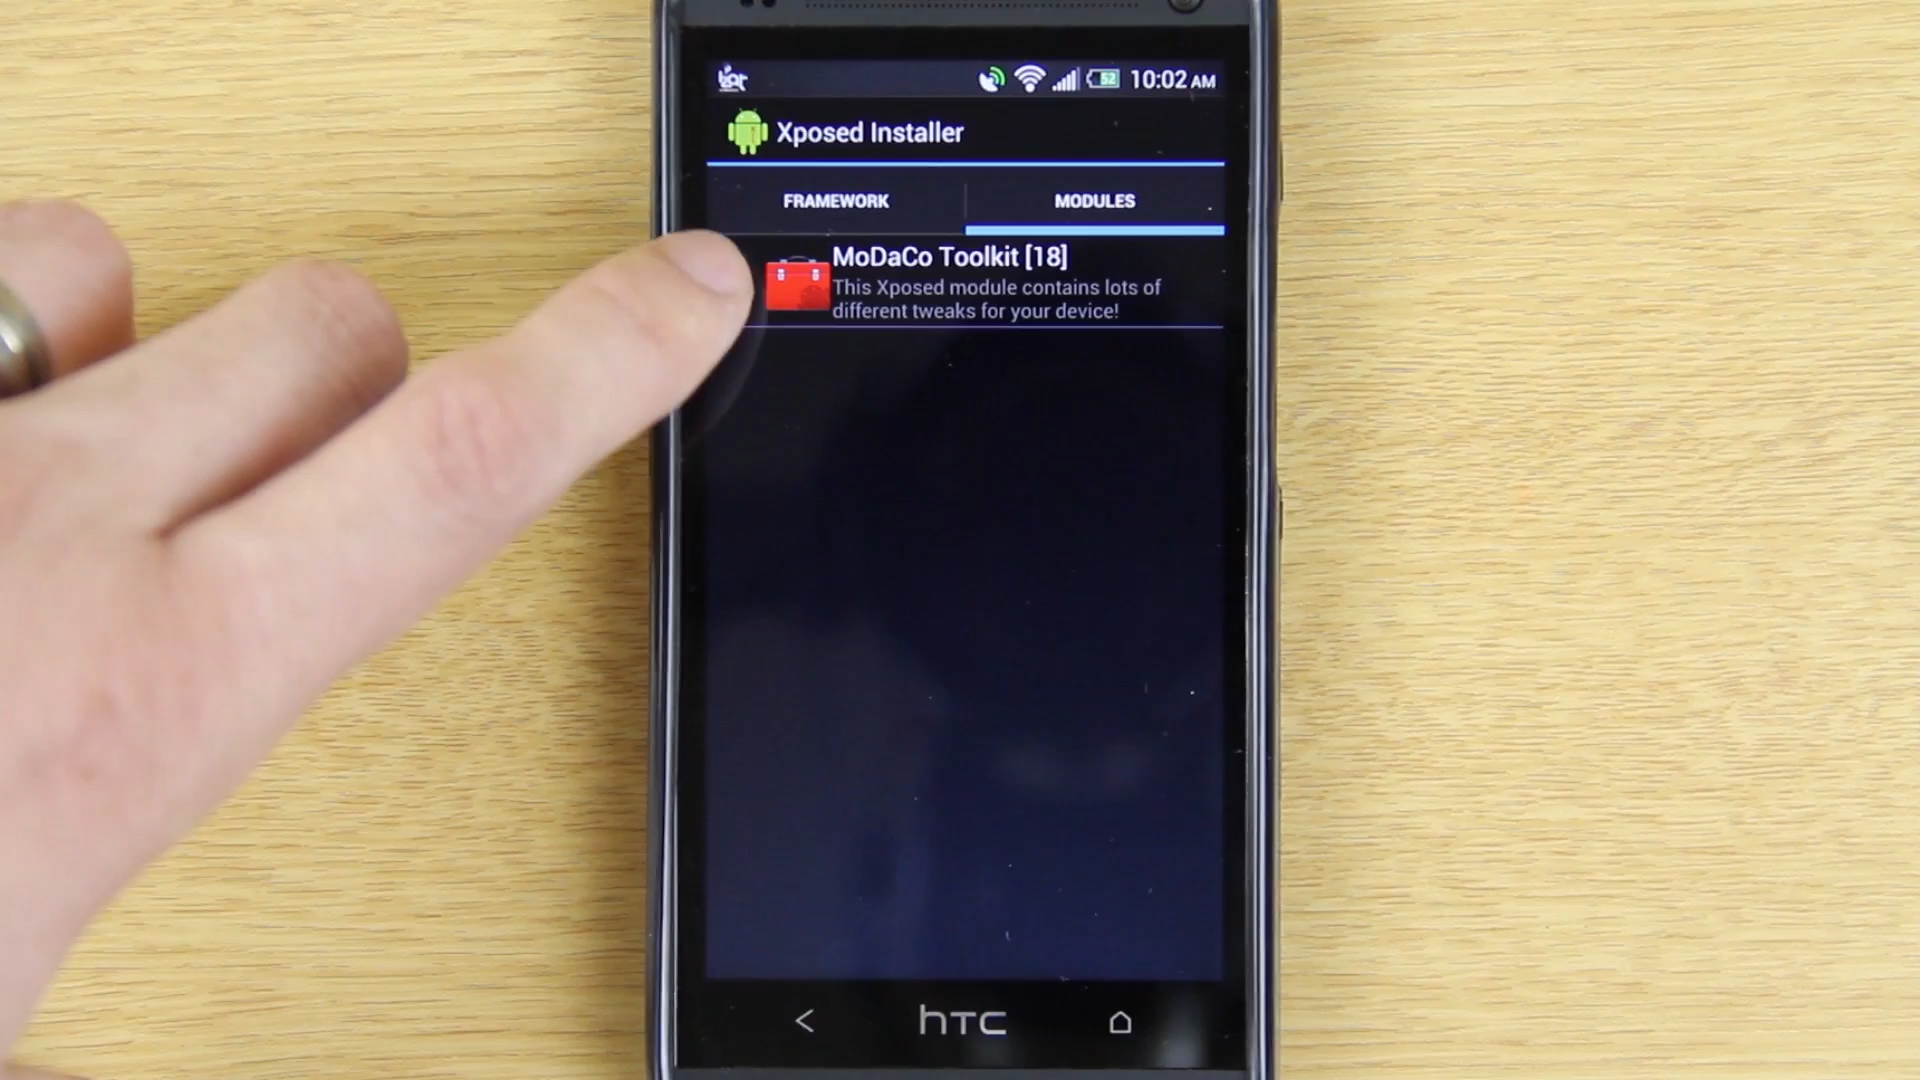 52 10:02 AM
Xposed Installer
FRAMEWORK MODULES
MoDaCo Toolkit [18]
This Xposed module contains lots of
different tweaks for your device!
hTC